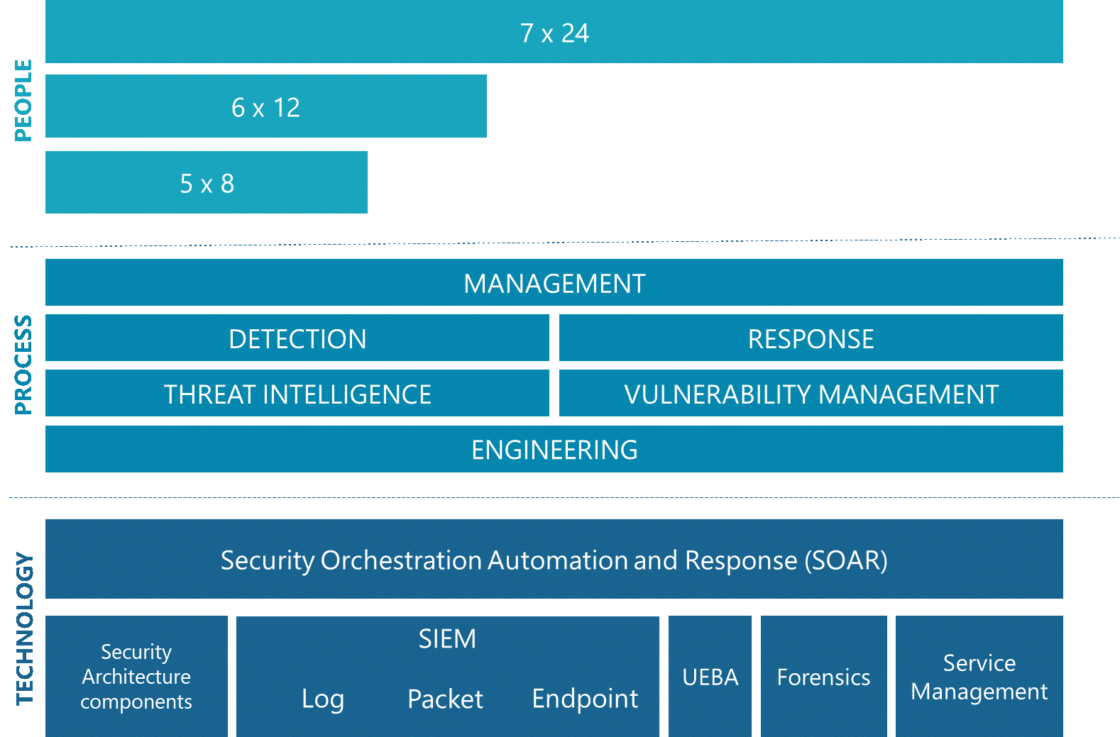 PEOPLE
7 x 24
6 x 12
5 x 8
PROCESS
MANAGEMENT
DETECTION
RESPONSE
THREAT INTELLIGENCE
VULNERABILITY MANAGEMENT
ENGINEERING
TECHNOLOGY
Security Orchestration Automation and Response (SOAR)
Security
Architecture
components
SIEM
Log
Packet
Endpoint
UEBA
Forensics
Service
Management